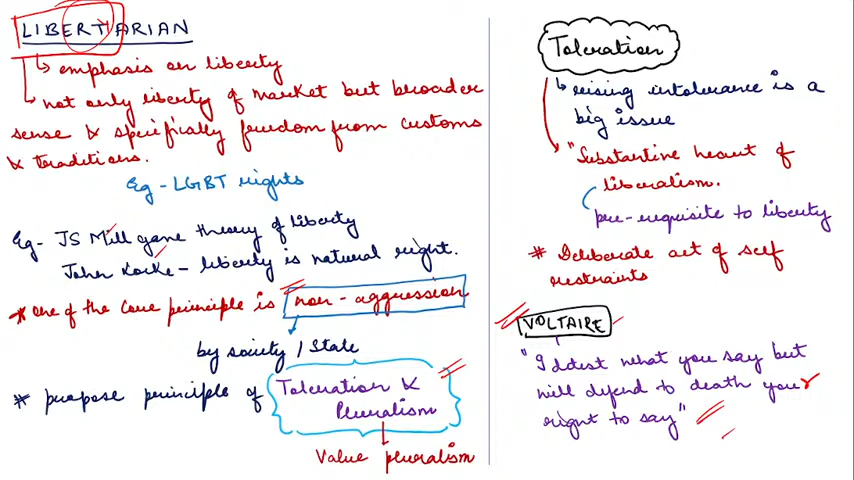 LIBERTARIAN
emphasis on liberty
not only liberty of market but broader
sense & specifically freedom from customs
& traditions.
Eg - LGBT rights
Eg- JS Mill gave theory of liberty
John Locke - liberty is natural right.
* One of the core principle is non-aggression
by society / State
* propose principle of Toleration &
Pluralism
Value pluralism
Toleration
rising intolerance is a
big issue
"Substantive heart of
liberalism.
pre-requisite to liberty
* Deliberate act of self
restraints
VOLTAIRE
"I detest what you say but
will defend to death your
right to say"